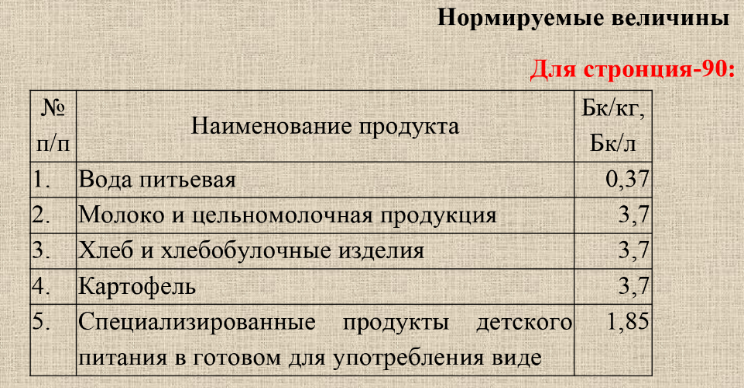 Нормируемые величины
Для стронция-90:
№ п/п Наименование продукта Бк/кг, Бк/л
1. Вода питьевая 0,37
2. Молоко и цельномолочная продукция 3,7
3. Хлеб и хлебобулочные изделия 3,7
4. Картофель 3,7
5. Специализированные продукты детского 1,85
питания в готовом для употребления виде